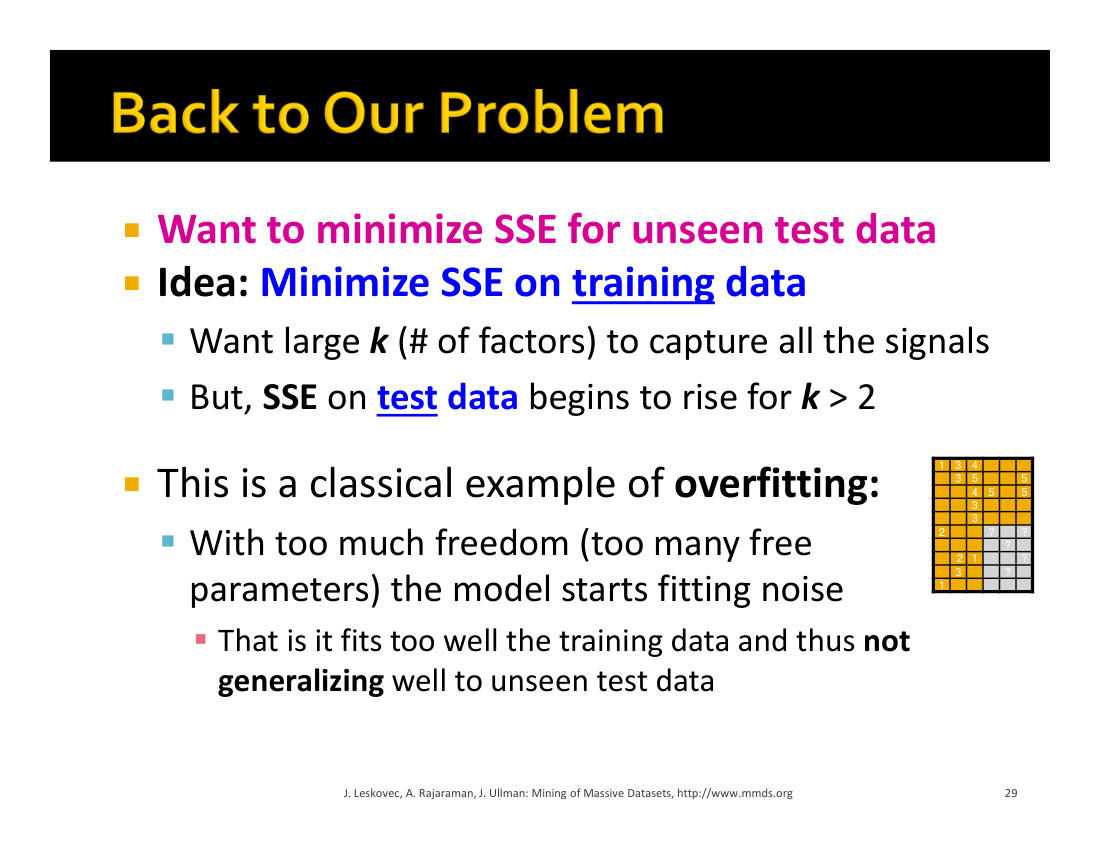 Back to Our Problem
Want to minimize SSE for unseen test data
Idea: Minimize SSE on training data
Want large k (# of factors) to capture all the signals
But, SSE on test data begins to rise for k > 2
This is a classical example of overfitting:
With too much freedom (too many free
parameters) the model starts fitting noise
That is it fits too well the training data and thus not
generalizing well to unseen test data
1 3 4
3 5 5
4 5 5
3
3
2 ? ?
?
2 1 ?
3 ?
1
J. Leskovec, A. Rajaraman, J. Ullman: Mining of Massive Datasets, http://www.mmds.org
29